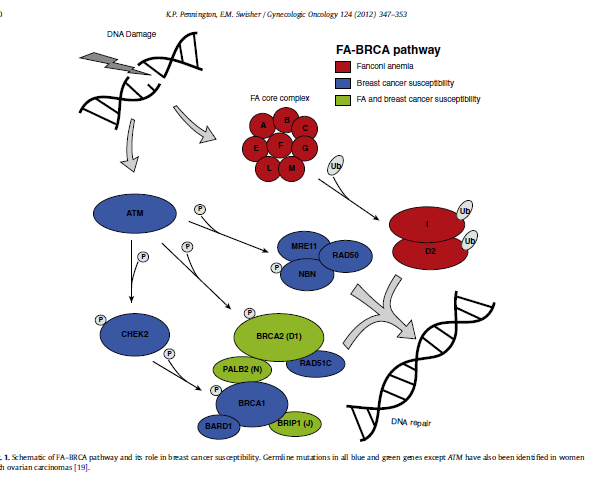 K.P. Pennington, E.M. Swisher / Gynecologic Oncology 124 (2012) 347–353
DNA Damage
FA-BRCA pathway
Fanconi anemia
Breast cancer susceptibility
FA and breast cancer susceptibility
FA core complex
A
B
C
E
F
G
L
M
Ub
I
Ub
D2
Ub
ATM
P
P
P
MRE11
RAD50
P
NBN
P
CHEK2
P
P
BRCA2 (D1)
PALB2 (N)
RAD51C
P
BRCA1
BARD1
BRIP1 (J)
DNA repair
. 1. Schematic of FA–BRCA pathway and its role in breast cancer susceptibility. Germline mutations in all blue and green genes except ATM have also been identified in women
h ovarian carcinomas [19].